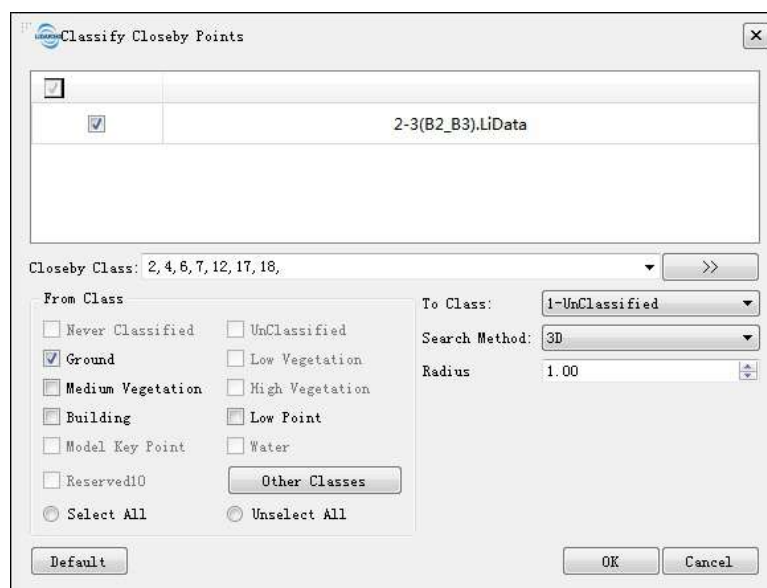 Classify Closeby Points
2-3(B2_B3).LiData
Closeby Class: 2, 4, 6, 7, 12, 17, 18, >>
From Class
To Class: 1-UnClassified
Never Classified UnClassified
Search Method: 3D
Ground Low Vegetation
Radius 1.00
Medium Vegetation High Vegetation
Building Low Point
Model Key Point Water
Reserved10 Other Classes
Select All Unselect All
Default OK Cancel